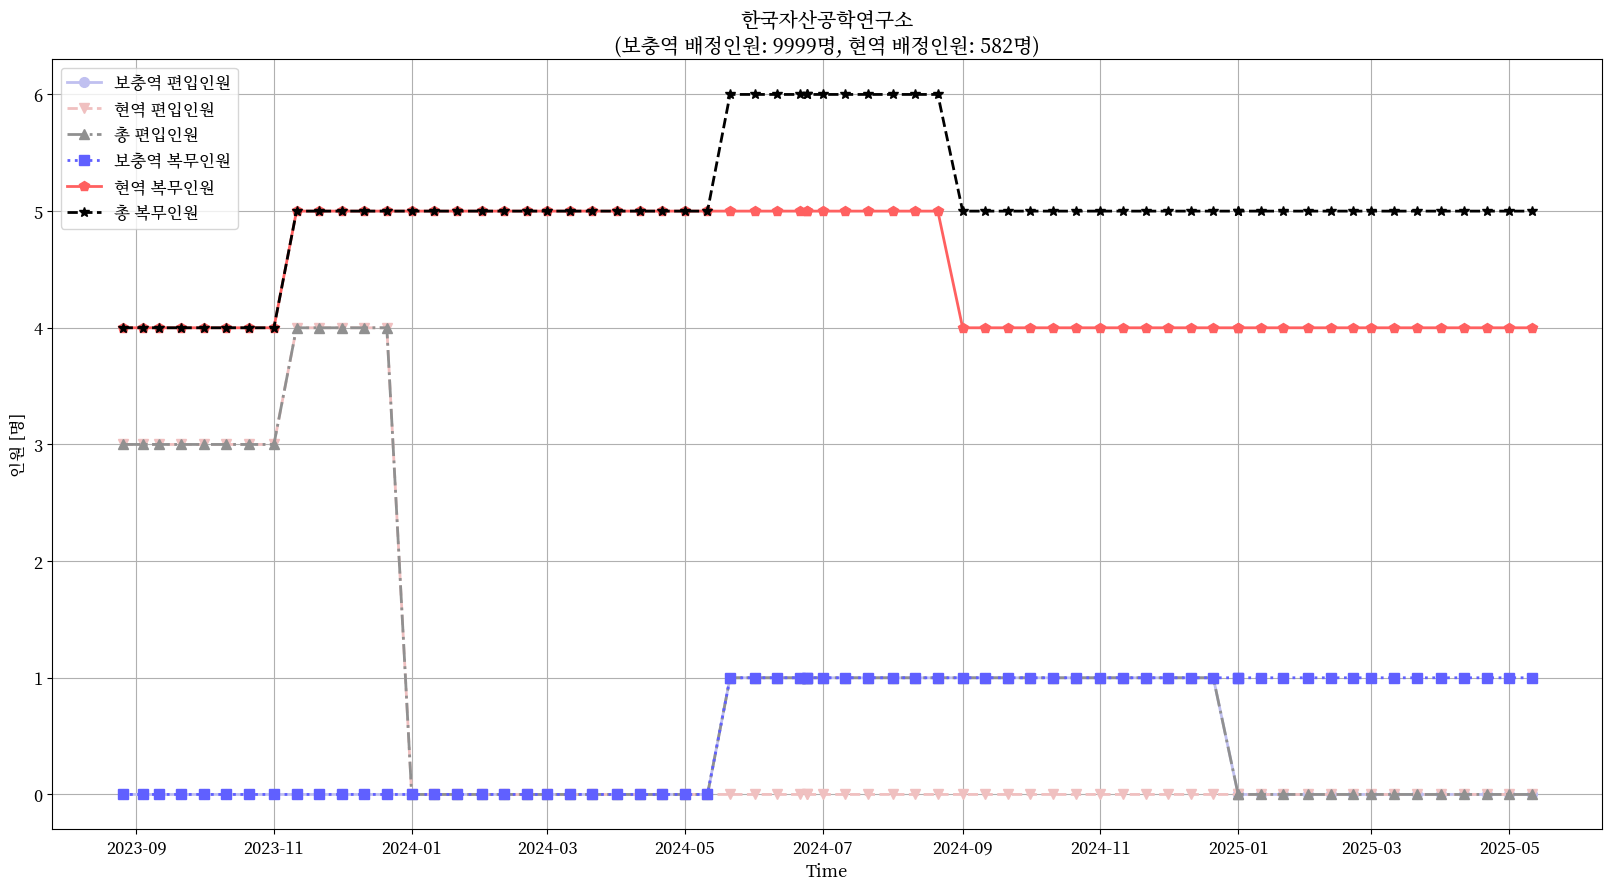 한국자산공학연구소
(보충역 배정인원: 9999명, 현역 배정인원: 582명)
보충역 편입인원
현역 편입인원
총 편입인원
보충역 복무인원
현역 복무인원
총 복무인원
인원 [명]
6
5
4
3
2
1
0
2023-09
2023-11
2024-01
2024-03
2024-05
2024-07
2024-09
2024-11
2025-01
2025-03
2025-05
Time